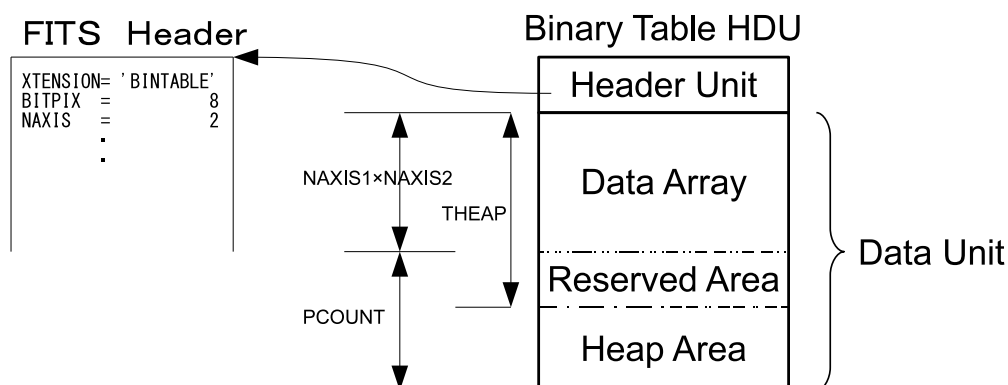 FITS Header
XTENSION= 'BINTABLE'
BITPIX = 8
NAXIS = 2
.
.
Binary Table HDU
Header Unit
NAXIS1×NAXIS2
THEAP
Data Array
Data Unit
Reserved Area
PCOUNT
Heap Area